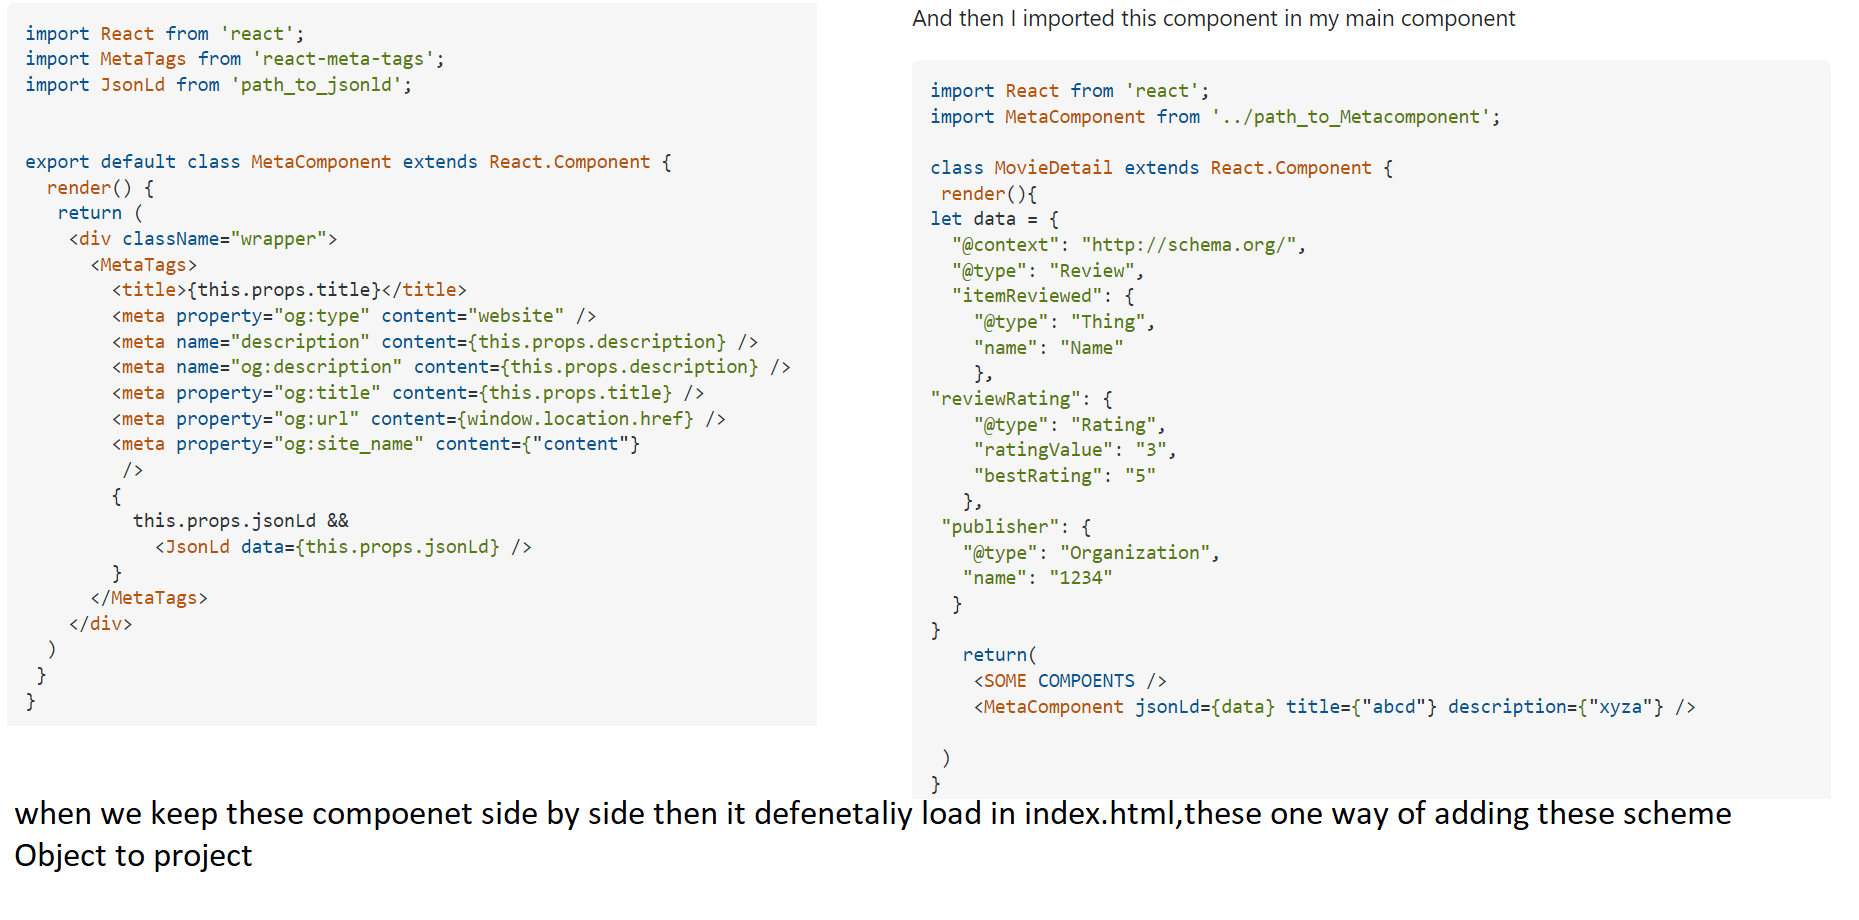 import React from 'react';
import MetaTags from 'react-meta-tags';
import JsonLd from 'path_to_jsonld';
export default class MetaComponent extends React.Component {
render() {
return (
<div className="wrapper">
<MetaTags>
<title>{this.props.title}</title>
<meta property="og:type" content="website" />
<meta name="description" content={this.props.description} />
<meta name="og:description" content={this.props.description} />
<meta property="og:title" content={this.props.title} />
<meta property="og:url" content={window.location.href} />
<meta property="og:site_name" content={"content"}
/>
{
this.props.jsonLd &&
<JsonLd data={this.props.jsonLd} />
}
</MetaTags>
</div>
)
}
}
And then I imported this component in my main component
import React from 'react';
import MetaComponent from '../path_to_Metacomponent';
class MovieDetail extends React.Component {
render(){
let data = {
"@context": "http://schema.org/",
"@type": "Review",
"itemReviewed": {
"@type": "Thing",
"name": "Name"
},
"reviewRating": {
"@type": "Rating",
"ratingValue": "3",
"bestRating": "5"
},
"publisher": {
"@type": "Organization",
"name": "1234"
}
}
return(
<SOME COMPOENTS />
<MetaComponent jsonLd={data} title={"abcd"} description={"xyza"} />
)
}
when we keep these compoenet side by side then it defenetaliy load in index.html,these one way of adding these scheme
Object to project